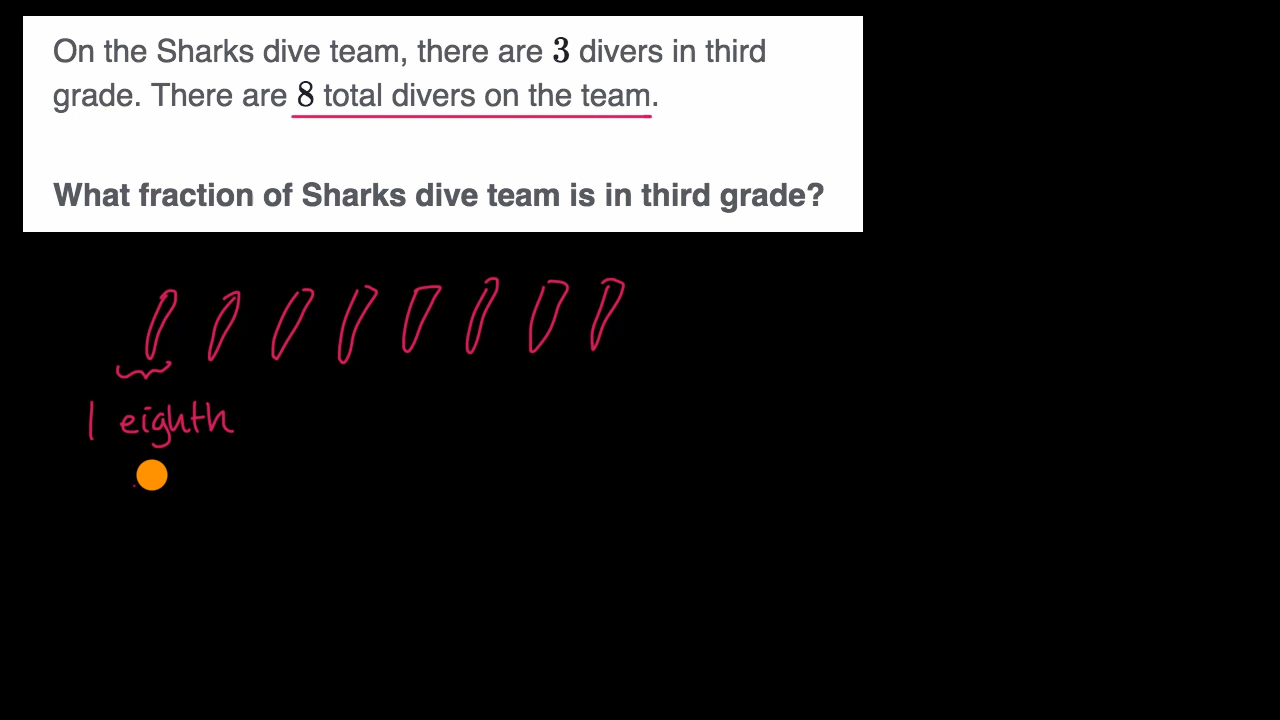 On the Sharks dive team, there are 3 divers in third
grade. There are 8 total divers on the team.
What fraction of Sharks dive team is in third grade?
1 eighth